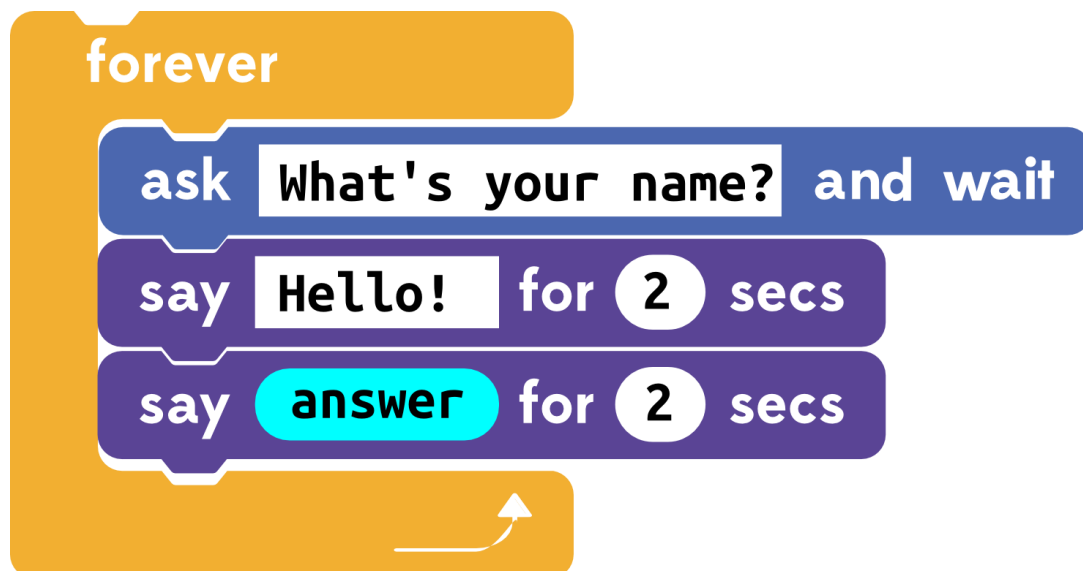 forever
ask What's your name? and wait
say Hello! for 2 secs
say answer for 2 secs